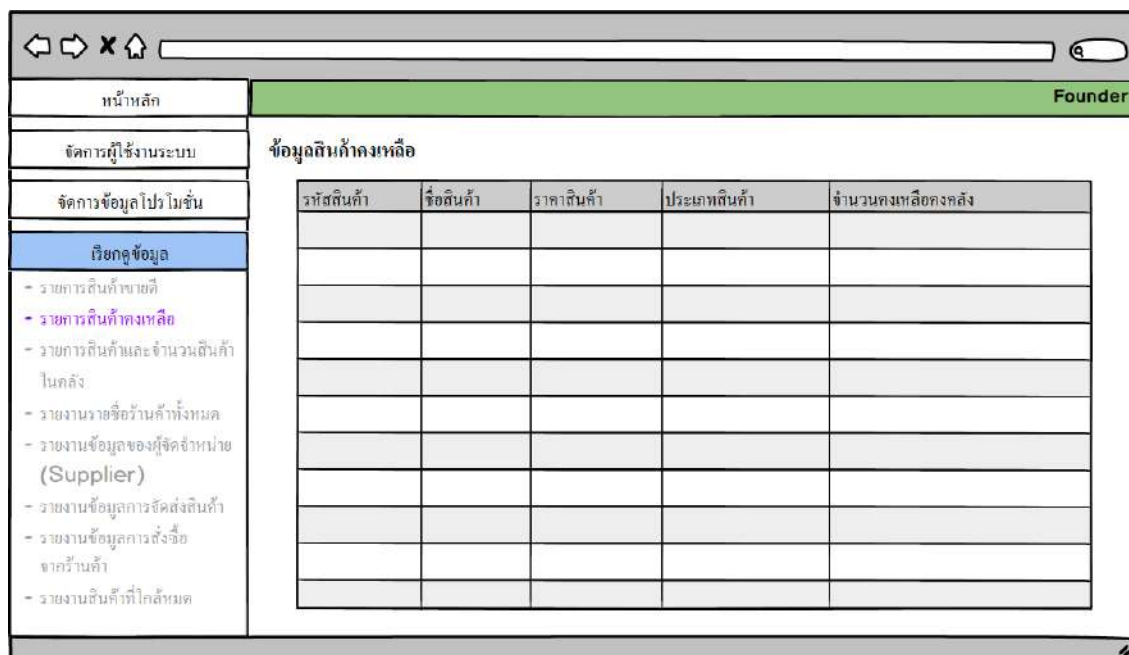 หน้าหลัก
Founder
จัดการผู้ใช้งานระบบ
จัดการข้อมูลโปรโมชั่น
เรียกดูข้อมูล
- รายการสินค้าขายดี
- รายการสินค้าคงเหลือ
- รายการสินค้าและจำนวนสินค้า
ในคลัง
- รายงานรายชื่อร้านค้าทั้งหมด
- รายงานข้อมูลของผู้จัดจำหน่าย
(Supplier)
- รายงานข้อมูลการจัดส่งสินค้า
- รายงานข้อมูลการสั่งซื้อ
จากร้านค้า
- รายงานสินค้าที่ใกล้หมด
ข้อมูลสินค้าคงเหลือ
รหัสสินค้า ชื่อสินค้า ราคาสินค้า ประเภทสินค้า จำนวนคงเหลือคงคลัง